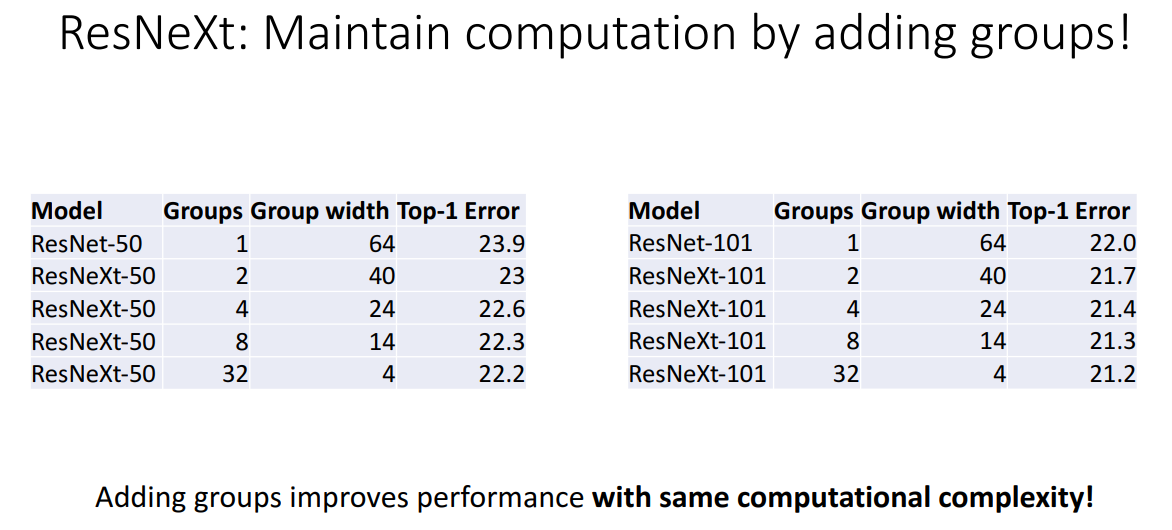 ResNeXt: Maintain computation by adding groups!
Model Groups Group width Top-1 Error
ResNet-50 1 64 23.9
ResNeXt-50 2 40 23
ResNeXt-50 4 24 22.6
ResNeXt-50 8 14 22.3
ResNeXt-50 32 4 22.2
Model Groups Group width Top-1 Error
ResNet-101 1 64 22.0
ResNeXt-101 2 40 21.7
ResNeXt-101 4 24 21.4
ResNeXt-101 8 14 21.3
ResNeXt-101 32 4 21.2
Adding groups improves performance with same computational complexity!